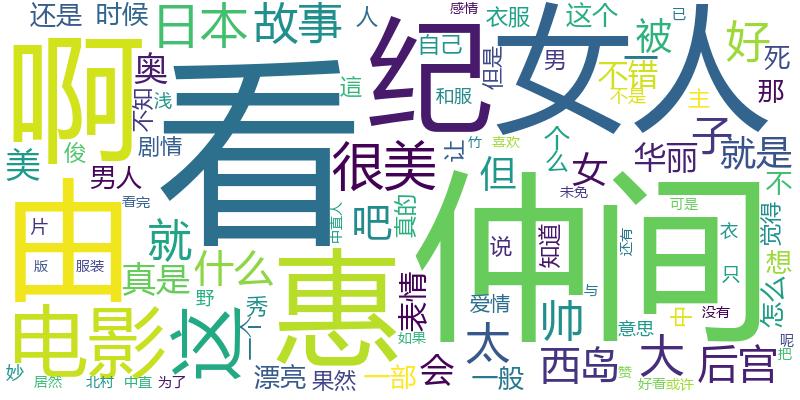 还是 时候 日本 故事 人 感情 衣服 这个 已
自己 但是 男 被 好 死
啊 看 纪 女人
不知 奥 浅 這 和服 不错 不是 主 那
美 俊 剧情 男人 很美 让 竹 喜欢 个 么 子 就是
由 惠 仲间 但 女 华丽 不
片 看完 就 吧 真的 中直人 未免 可是
版 服装 真是 什么 说 知道 还有 衣 觉得
野 秀 表情 爱情 帅 与 只 想
电影 这 一个 太 意思 中 没有 怎么
妙 漂亮 果然 一部 会 一般 西岛 大 后宫 呢
居然 北村 中直 为了 如果 赞 好看 或许 把